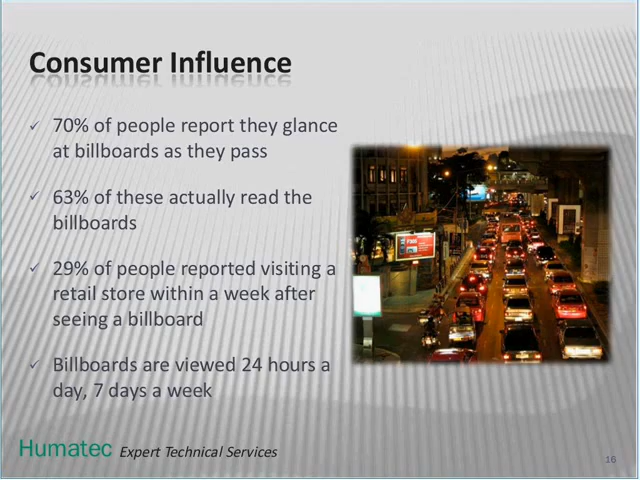 Consumer Influence
✓ 70% of people report they glance
at billboards as they pass
✓ 63% of these actually read the
billboards
✓ 29% of people reported visiting a
retail store within a week after
seeing a billboard
✓ Billboards are viewed 24 hours a
day, 7 days a week
Humatec Expert Technical Services
16